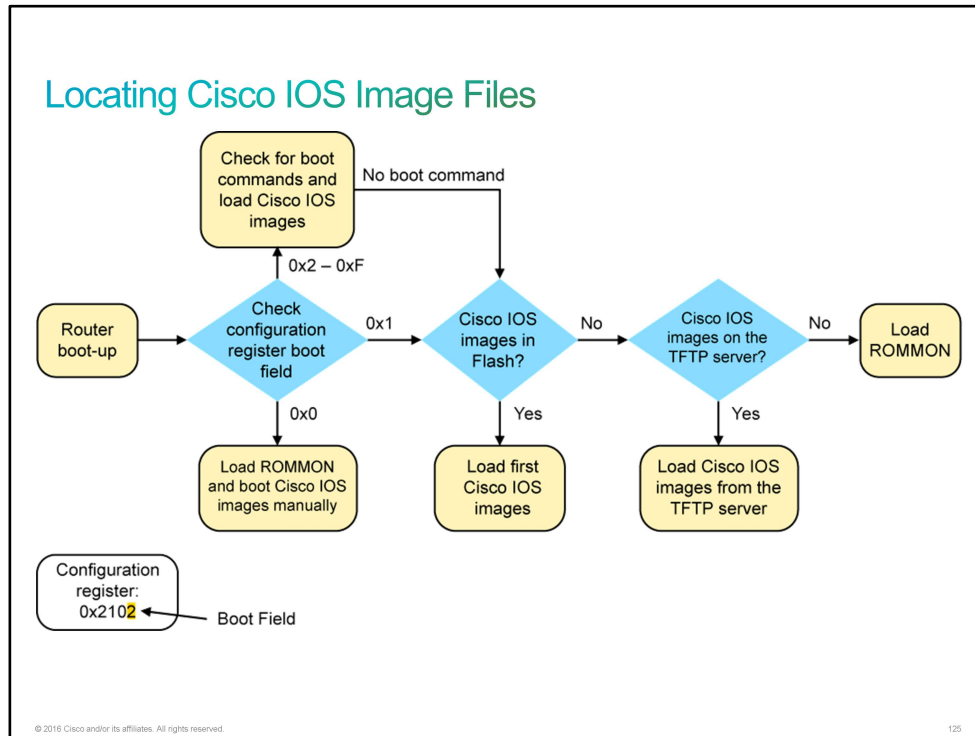 Locating Cisco IOS Image Files
Check for boot
commands and
load Cisco IOS
images
No boot command
0x2 – 0xF
Router
boot-up
Check
configuration
register boot
field
0x1
Cisco IOS
images in
Flash?
No
Cisco IOS
images on the
TFTP server?
No
Load
ROMMON
0x0
Yes
Yes
Load ROMMON
and boot Cisco IOS
images manually
Load first
Cisco IOS
images
Load Cisco IOS
images from the
TFTP server
Configuration
register:
0x2102
Boot Field
© 2016 Cisco and/or its affiliates. All rights reserved.
125